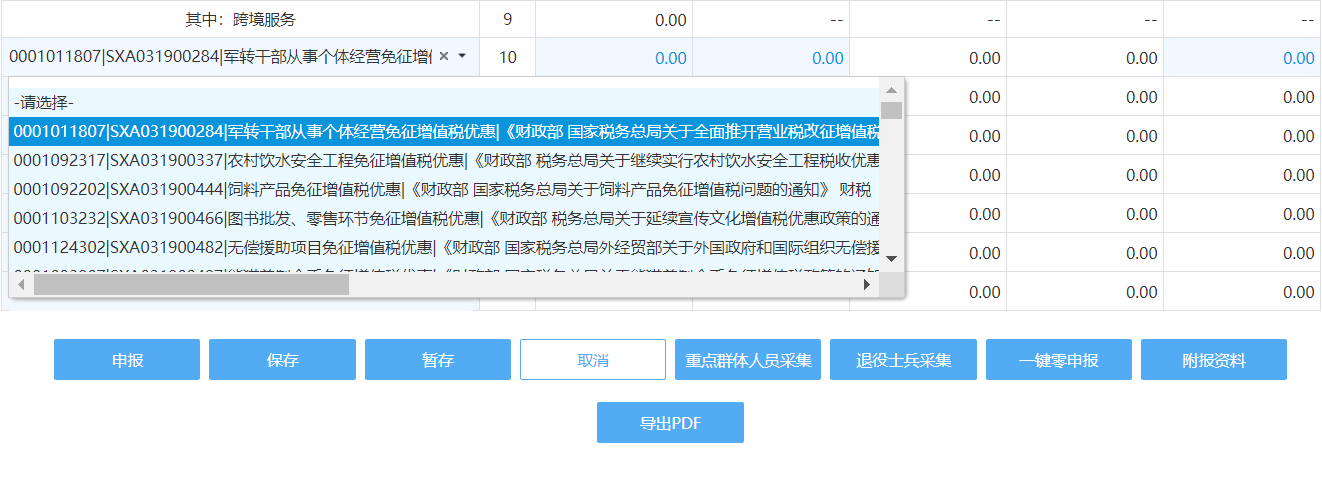 其中：跨境服务 9 0.00 -- -- -- --
0001011807|SXA031900284|军转干部从事个体经营免征增 × 10 0.00 0.00 0.00 0.00 0.00
-请选择- 0.00 0.00 0.00
0001011807|SXA031900284|军转干部从事个体经营免征增值税优惠|《财政部 国家税务总局关于全面推开营业税改征增值税 0.00 0.00 0.00
0001092317|SXA031900337|农村饮水安全工程免征增值税优惠|《财政部 税务总局关于继续实行农村饮水安全工程税收优惠
0001092202|SXA031900444|饲料产品免征增值税优惠|《财政部 国家税务总局关于饲料产品免征增值税问题的通知》 财税 0.00 0.00 0.00
0001103232|SXA031900466|图书批发、零售环节免征增值税优惠|《财政部 税务总局关于延续宣传文化增值税优惠政策的通 0.00 0.00 0.00
0001124302|SXA031900482|无偿援助项目免征增值税优惠|《财政部 国家税务总局外经贸部关于外国政府和国际组织无偿援 0.00 0.00 0.00
0.00 0.00 0.00
申报 保存 暂存 取消 重点群体人员采集 退役士兵采集 一键零申报 附报资料
导出PDF